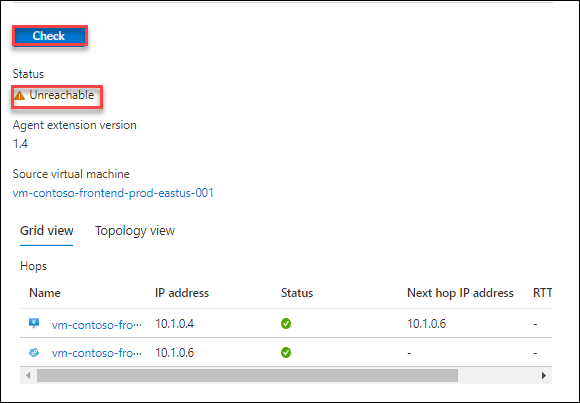 Check
Status
Unreachable
Agent extension version
1.4
Source virtual machine
vm-contoso-frontend-prod-eastus-001
Grid view Topology view
Hops
Name IP address Status Next hop IP address RTT
vm-contoso-fro··· 10.1.0.4 10.1.0.6 -
vm-contoso-fro··· 10.1.0.6 - -